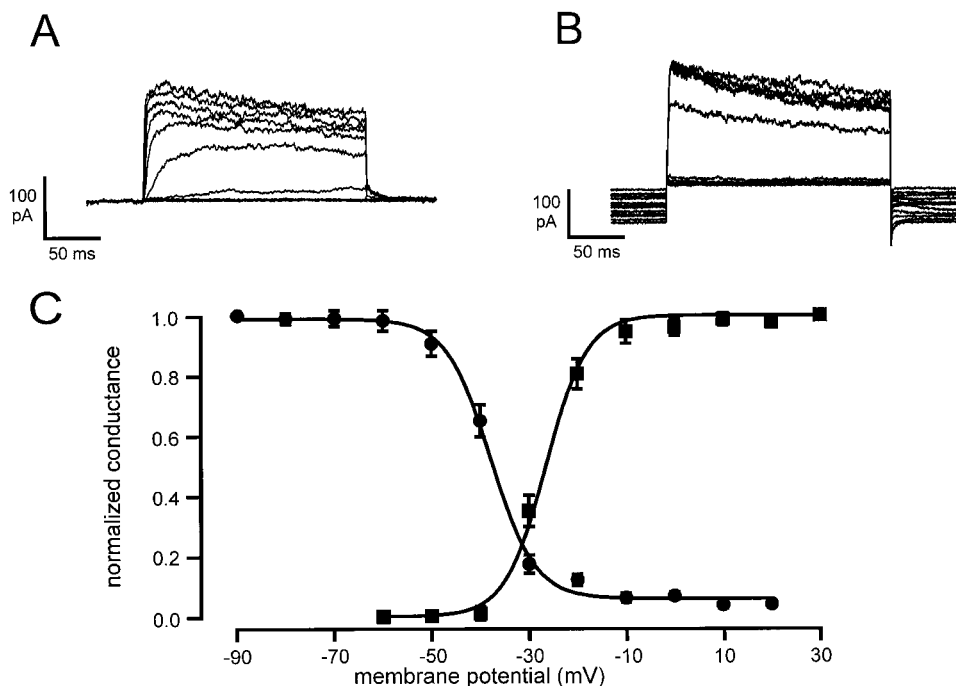 A
B
100
pA
50 ms
100
pA
50 ms
C
normalized conductance
1.0
0.8
0.6
0.4
0.2
0.0
-90
-70
-50
-30
-10
10
30
membrane potential (mV)